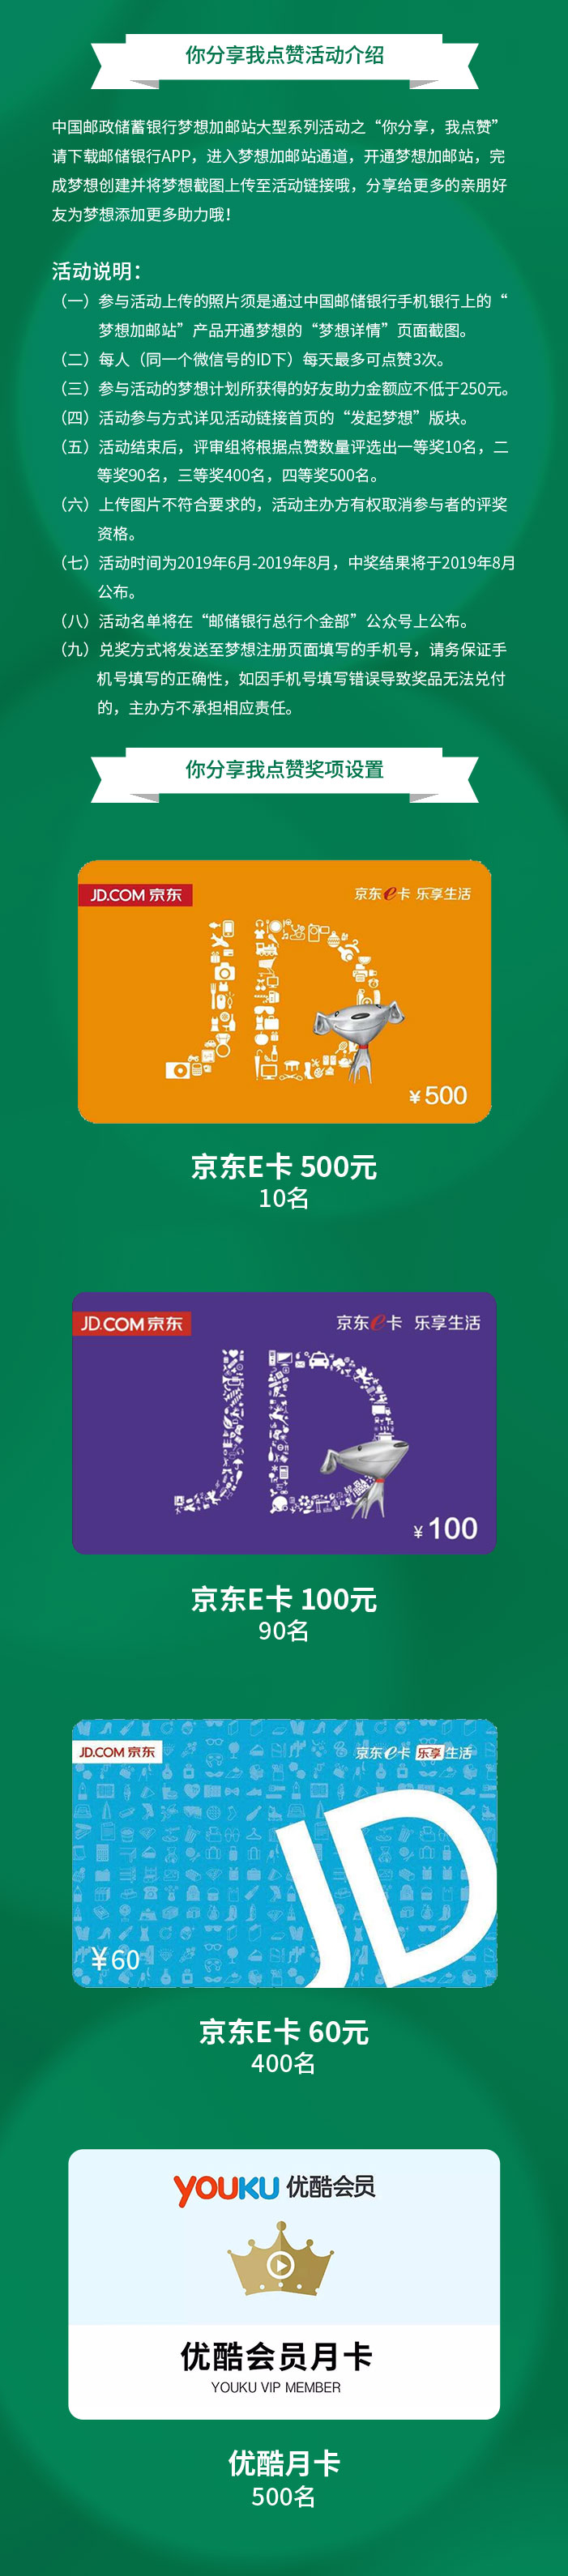 你分享我点赞活动介绍
中国邮政储蓄银行梦想加邮站大型系列活动之“你分享，我点赞”
请下载邮储银行APP，进入梦想加邮站通道，开通梦想加邮站，完
成梦想创建并将梦想截图上传至活动链接哦，分享给更多的亲朋好
友为梦想添加更多助力哦！
活动说明：
（一）参与活动上传的照片须是通过中国邮储银行手机银行上的“
梦想加邮站”产品开通梦想的“梦想详情”页面截图。
（二）每人（同一个微信号的ID下）每天最多可点赞3次。
（三）参与活动的梦想计划所获得的好友助力金额应不低于250元。
（四）活动参与方式详见活动链接首页的“发起梦想”版块。
（五）活动结束后，评审组将根据点赞数量评选出一等奖10名，二
等奖90名，三等奖400名，四等奖500名。
（六）上传图片不符合要求的，活动主办方有权取消参与者的评奖
资格。
（七）活动时间为2019年6月-2019年8月，中奖结果将于2019年8月
公布。
（八）活动名单将在“邮储银行总行个金部”公众号上公布。
（九）兑奖方式将发送至梦想注册页面填写的手机号，请务保证手
机号填写的正确性，如因手机号填写错误导致奖品无法兑付
的，主办方不承担相应责任。
你分享我点赞奖项设置
JD.COM 京东 京东e卡 乐享生活
JD
¥500
京东E卡 500元
10名
JD.COM 京东 京东e卡 乐享生活
JD
¥100
京东E卡 100元
90名
JD.COM 京东 京东e卡 乐享生活
JD
¥60
京东E卡 60元
400名
YOUKU 优酷会员
优酷会员月卡
YOUKU VIP MEMBER
优酷月卡
500名